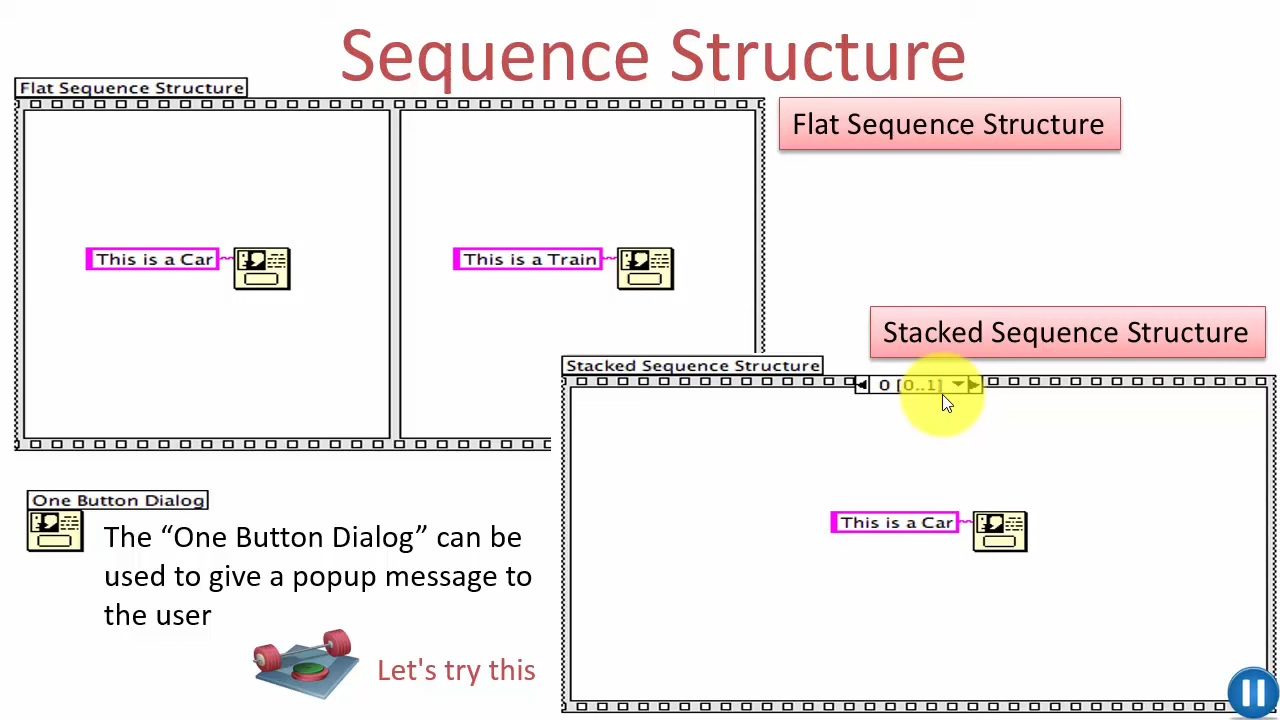 Sequence Structure
Flat Sequence Structure
Flat Sequence Structure
This is a Car
This is a Train
Stacked Sequence Structure
Stacked Sequence Structure
0 [0..1]
This is a Car
One Button Dialog
The “One Button Dialog” can be
used to give a popup message to
the user
Let's try this